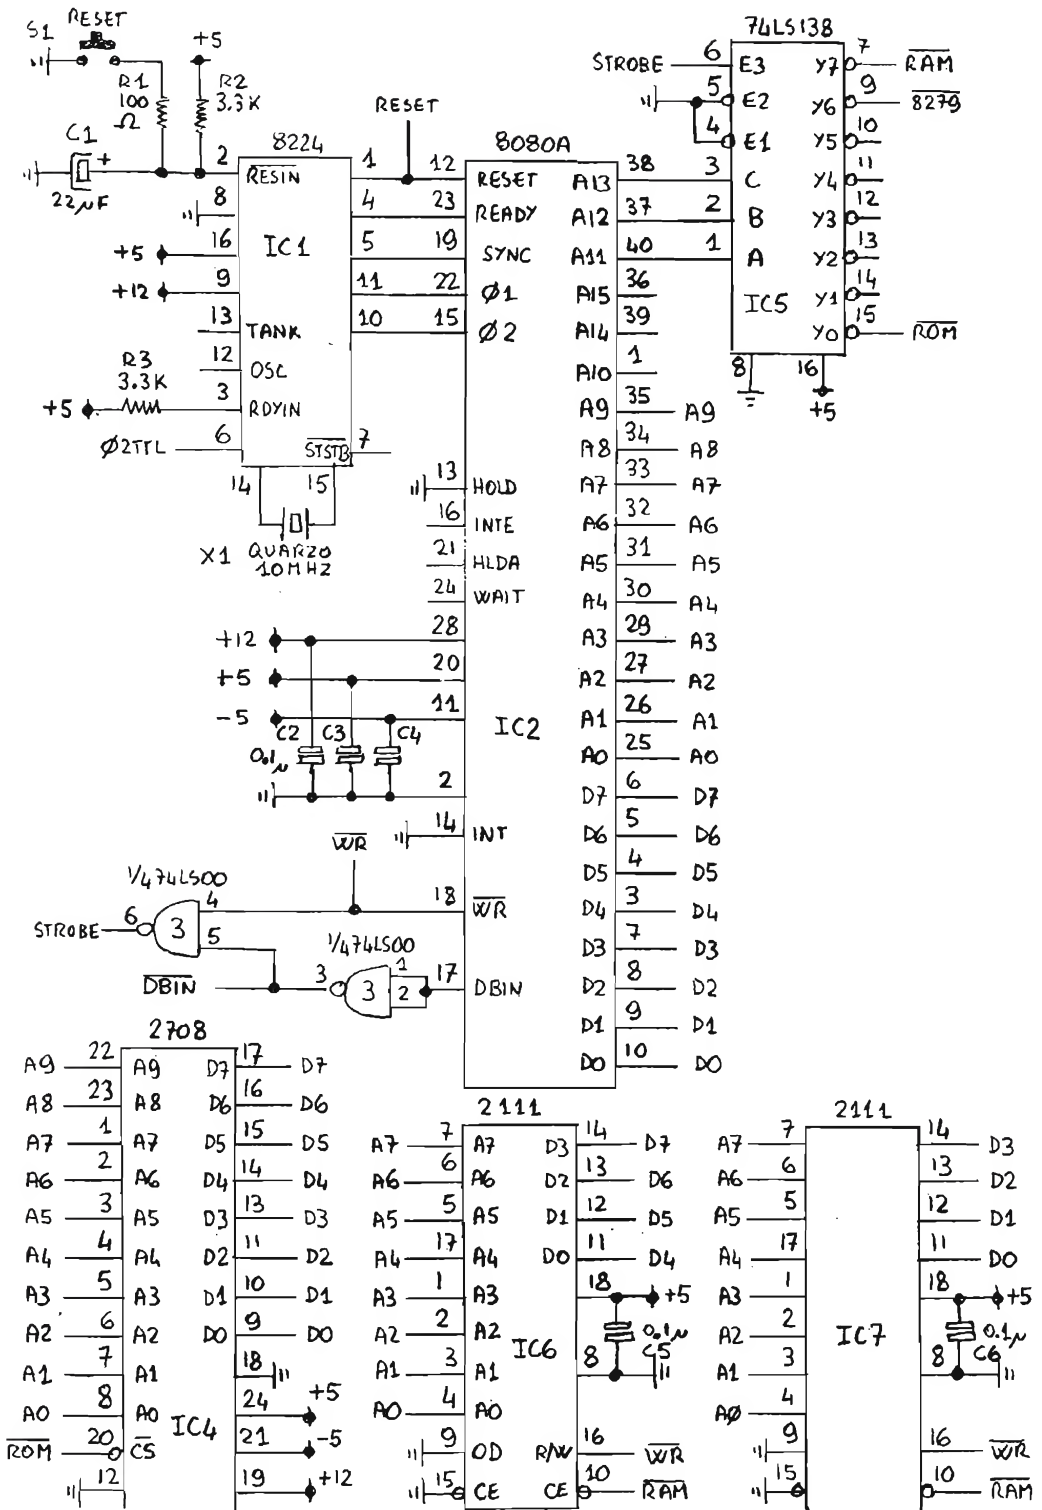 S1
RESET
+5
R1
100
Ω
R2
3.3K
C1
+
22µF
RESET
8224
2
RESIN
8
16
+5
9
+12
13
TANK
12
OSC
R3
3.3K
+5
3
RDYIN
Ø2TTL
6
STSTB
7
IC1
1
4
5
11
10
14
15
X1
QUARZO
10MHZ
8080A
12
RESET
23
READY
19
SYNC
22
Ø1
15
Ø2
13
HOLD
16
INTE
21
HLDA
24
WAIT
+12
28
+5
20
-5
11
C2
C3
C4
0.1µ
2
14
INT
WR
18
WR
17
DBIN
IC2
A13
38
A12
37
A11
40
A15
36
A14
39
A10
1
A9
35
A9
A8
34
A8
A7
33
A7
A6
32
A6
A5
31
A5
A4
30
A4
A3
29
A3
A2
27
A2
A1
26
A1
A0
25
A0
D7
6
D7
D6
5
D6
D5
4
D5
D4
3
D4
D3
7
D3
D2
8
D2
D1
9
D1
D0
10
D0
74LS138
STROBE
6
E3
5
E2
4
E1
3
C
2
B
1
A
IC5
Y7
7
RAM
Y6
9
8279
Y5
10
Y4
11
Y3
12
Y2
13
Y1
14
Y0
15
ROM
8
16
+5
1/4 74LS00
STROBE
6
3
4
5
1/4 74LS00
DBIN
3
3
1
2
2708
A9
22
A9
D7
17
D7
A8
23
A8
D6
16
D6
A7
1
A7
D5
15
D5
A6
2
A6
D4
14
D4
A5
3
A5
D3
13
D3
A4
4
A4
D2
11
D2
A3
5
A3
D1
10
D1
A2
6
A2
D0
9
D0
A1
7
A1
18
A0
8
A0
24
+5
IC4
ROM
20
CS
21
-5
12
19
+12
2111
A7
7
A7
D3
14
D7
A6
6
A6
D2
13
D6
A5
5
A5
D1
12
D5
A4
17
A4
D0
11
D4
A3
1
A3
18
+5
A2
2
A2
0.1µ
C5
IC6
A1
3
A1
8
A0
4
A0
9
OD
R/W
16
WR
15
CE
CE
10
RAM
2111
A7
7
14
D3
A6
6
13
D2
A5
5
12
D1
A4
17
11
D0
A3
1
18
+5
A2
2
IC7
0.1µ
C6
A1
3
8
AØ
4
9
16
WR
15
10
RAM